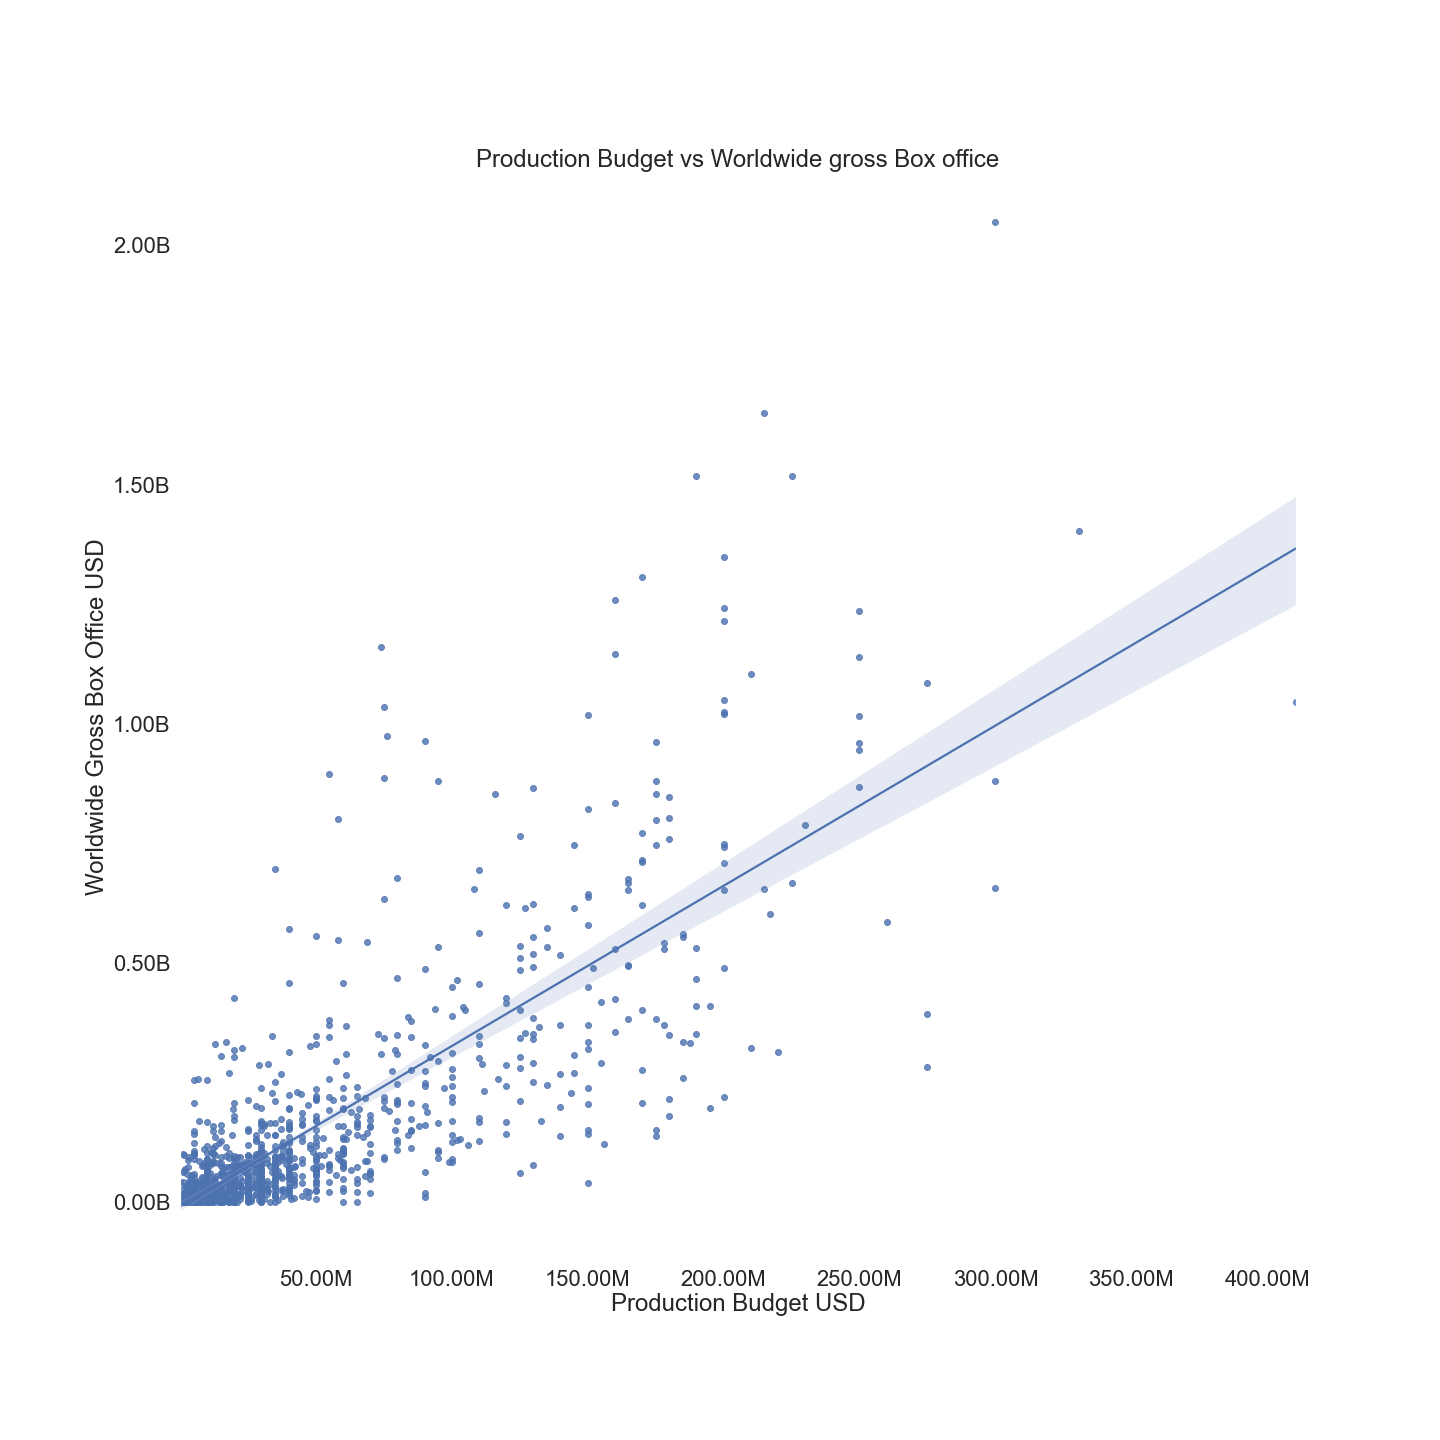 Production Budget vs Worldwide gross Box office
2.00B
1.50B
1.00B
0.50B
0.00B
Worldwide Gross Box Office USD
50.00M 100.00M 150.00M 200.00M 250.00M 300.00M 350.00M 400.00M
Production Budget USD